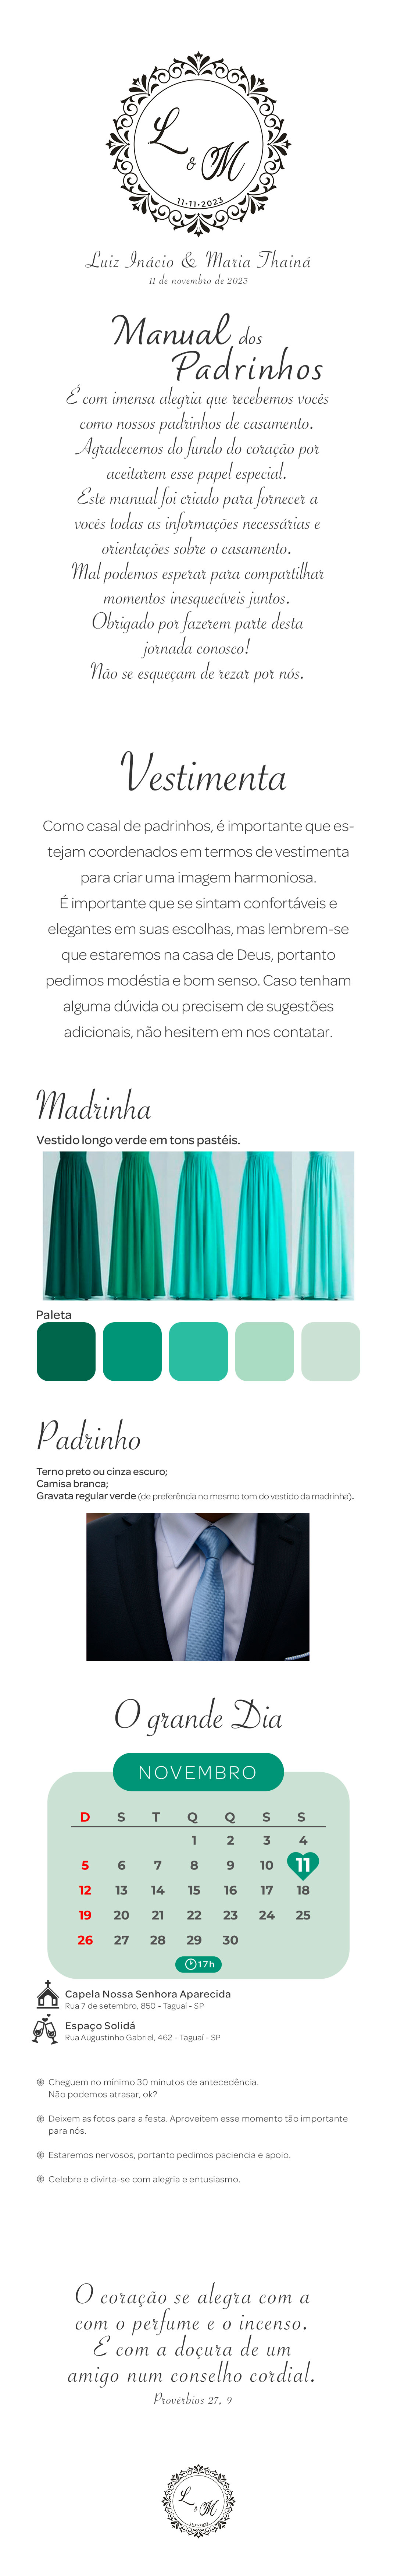 L
& M
11•11•2023
Luiz Inácio & Maria Thainá
11 de novembro de 2023
Manual dos
Padrinhos
É com imensa alegria que recebemos vocês
como nossos padrinhos de casamento.
Agradecemos do fundo do coração por
aceitarem esse papel especial.
Este manual foi criado para fornecer a
vocês todas as informações necessárias e
orientações sobre o casamento.
Mal podemos esperar para compartilhar
momentos inesquecíveis juntos.
Obrigado por fazerem parte desta
jornada conosco!
Não se esqueçam de rezar por nós.
Vestimenta
Como casal de padrinhos, é importante que es-
tejam coordenados em termos de vestimenta
para criar uma imagem harmoniosa.
É importante que se sintam confortáveis e
elegantes em suas escolhas, mas lembrem-se
que estaremos na casa de Deus, portanto
pedimos modéstia e bom senso. Caso tenham
alguma dúvida ou precisem de sugestões
adicionais, não hesitem em nos contatar.
Madrinha
Vestido longo verde em tons pastéis.
Paleta
Padrinho
Terno preto ou cinza escuro;
Camisa branca;
Gravata regular verde (de preferência no mesmo tom do vestido da madrinha).
O grande Dia
NOVEMBRO
D S T Q Q S S
1 2 3 4
5 6 7 8 9 10 11
12 13 14 15 16 17 18
19 20 21 22 23 24 25
26 27 28 29 30
17h
Capela Nossa Senhora Aparecida
Rua 7 de setembro, 850 - Taguaí - SP
Espaço Solidá
Rua Augustinho Gabriel, 462 - Taguaí - SP
Cheguem no mínimo 30 minutos de antecedência.
Não podemos atrasar, ok?
Deixem as fotos para a festa. Aproveitem esse momento tão importante
para nós.
Estaremos nervosos, portanto pedimos paciencia e apoio.
Celebre e divirta-se com alegria e entusiasmo.
O coração se alegra com a
com o perfume e o incenso.
E com a doçura de um
amigo num conselho cordial.
Provérbios 27, 9
L
& M
11•11•2023